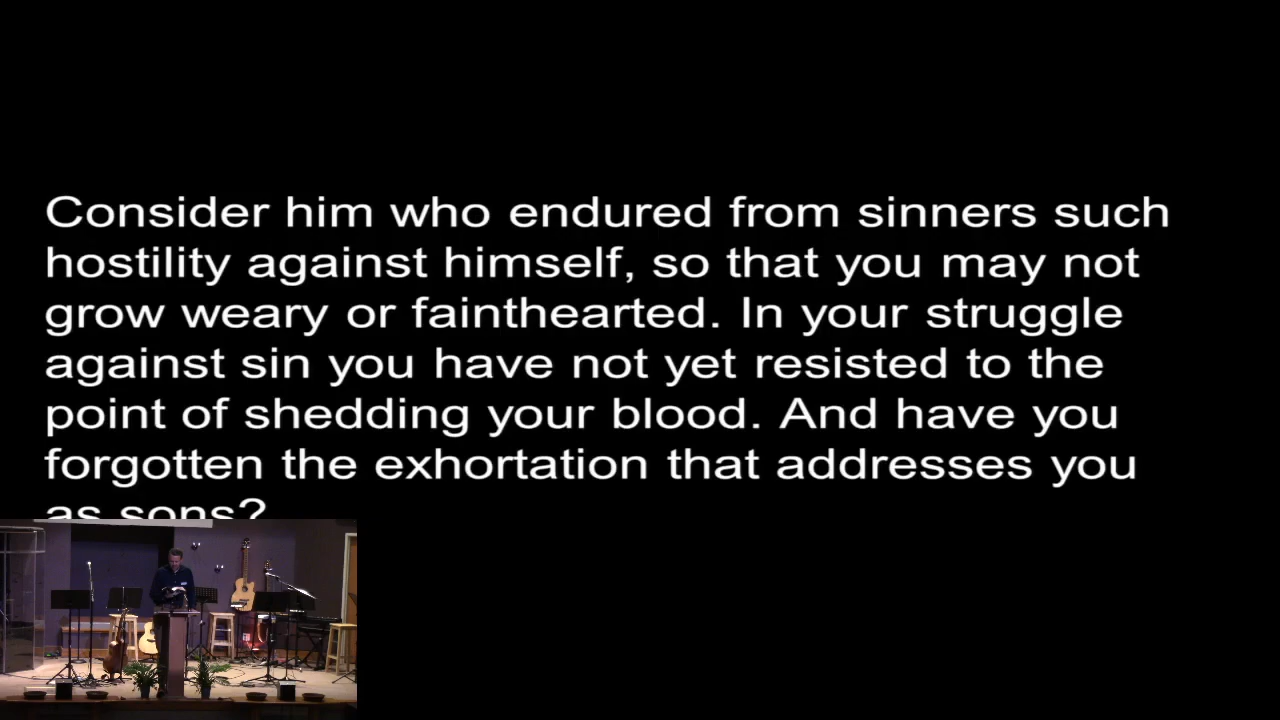 Consider him who endured from sinners such
hostility against himself, so that you may not
grow weary or fainthearted. In your struggle
against sin you have not yet resisted to the
point of shedding your blood. And have you
forgotten the exhortation that addresses you
as sons?